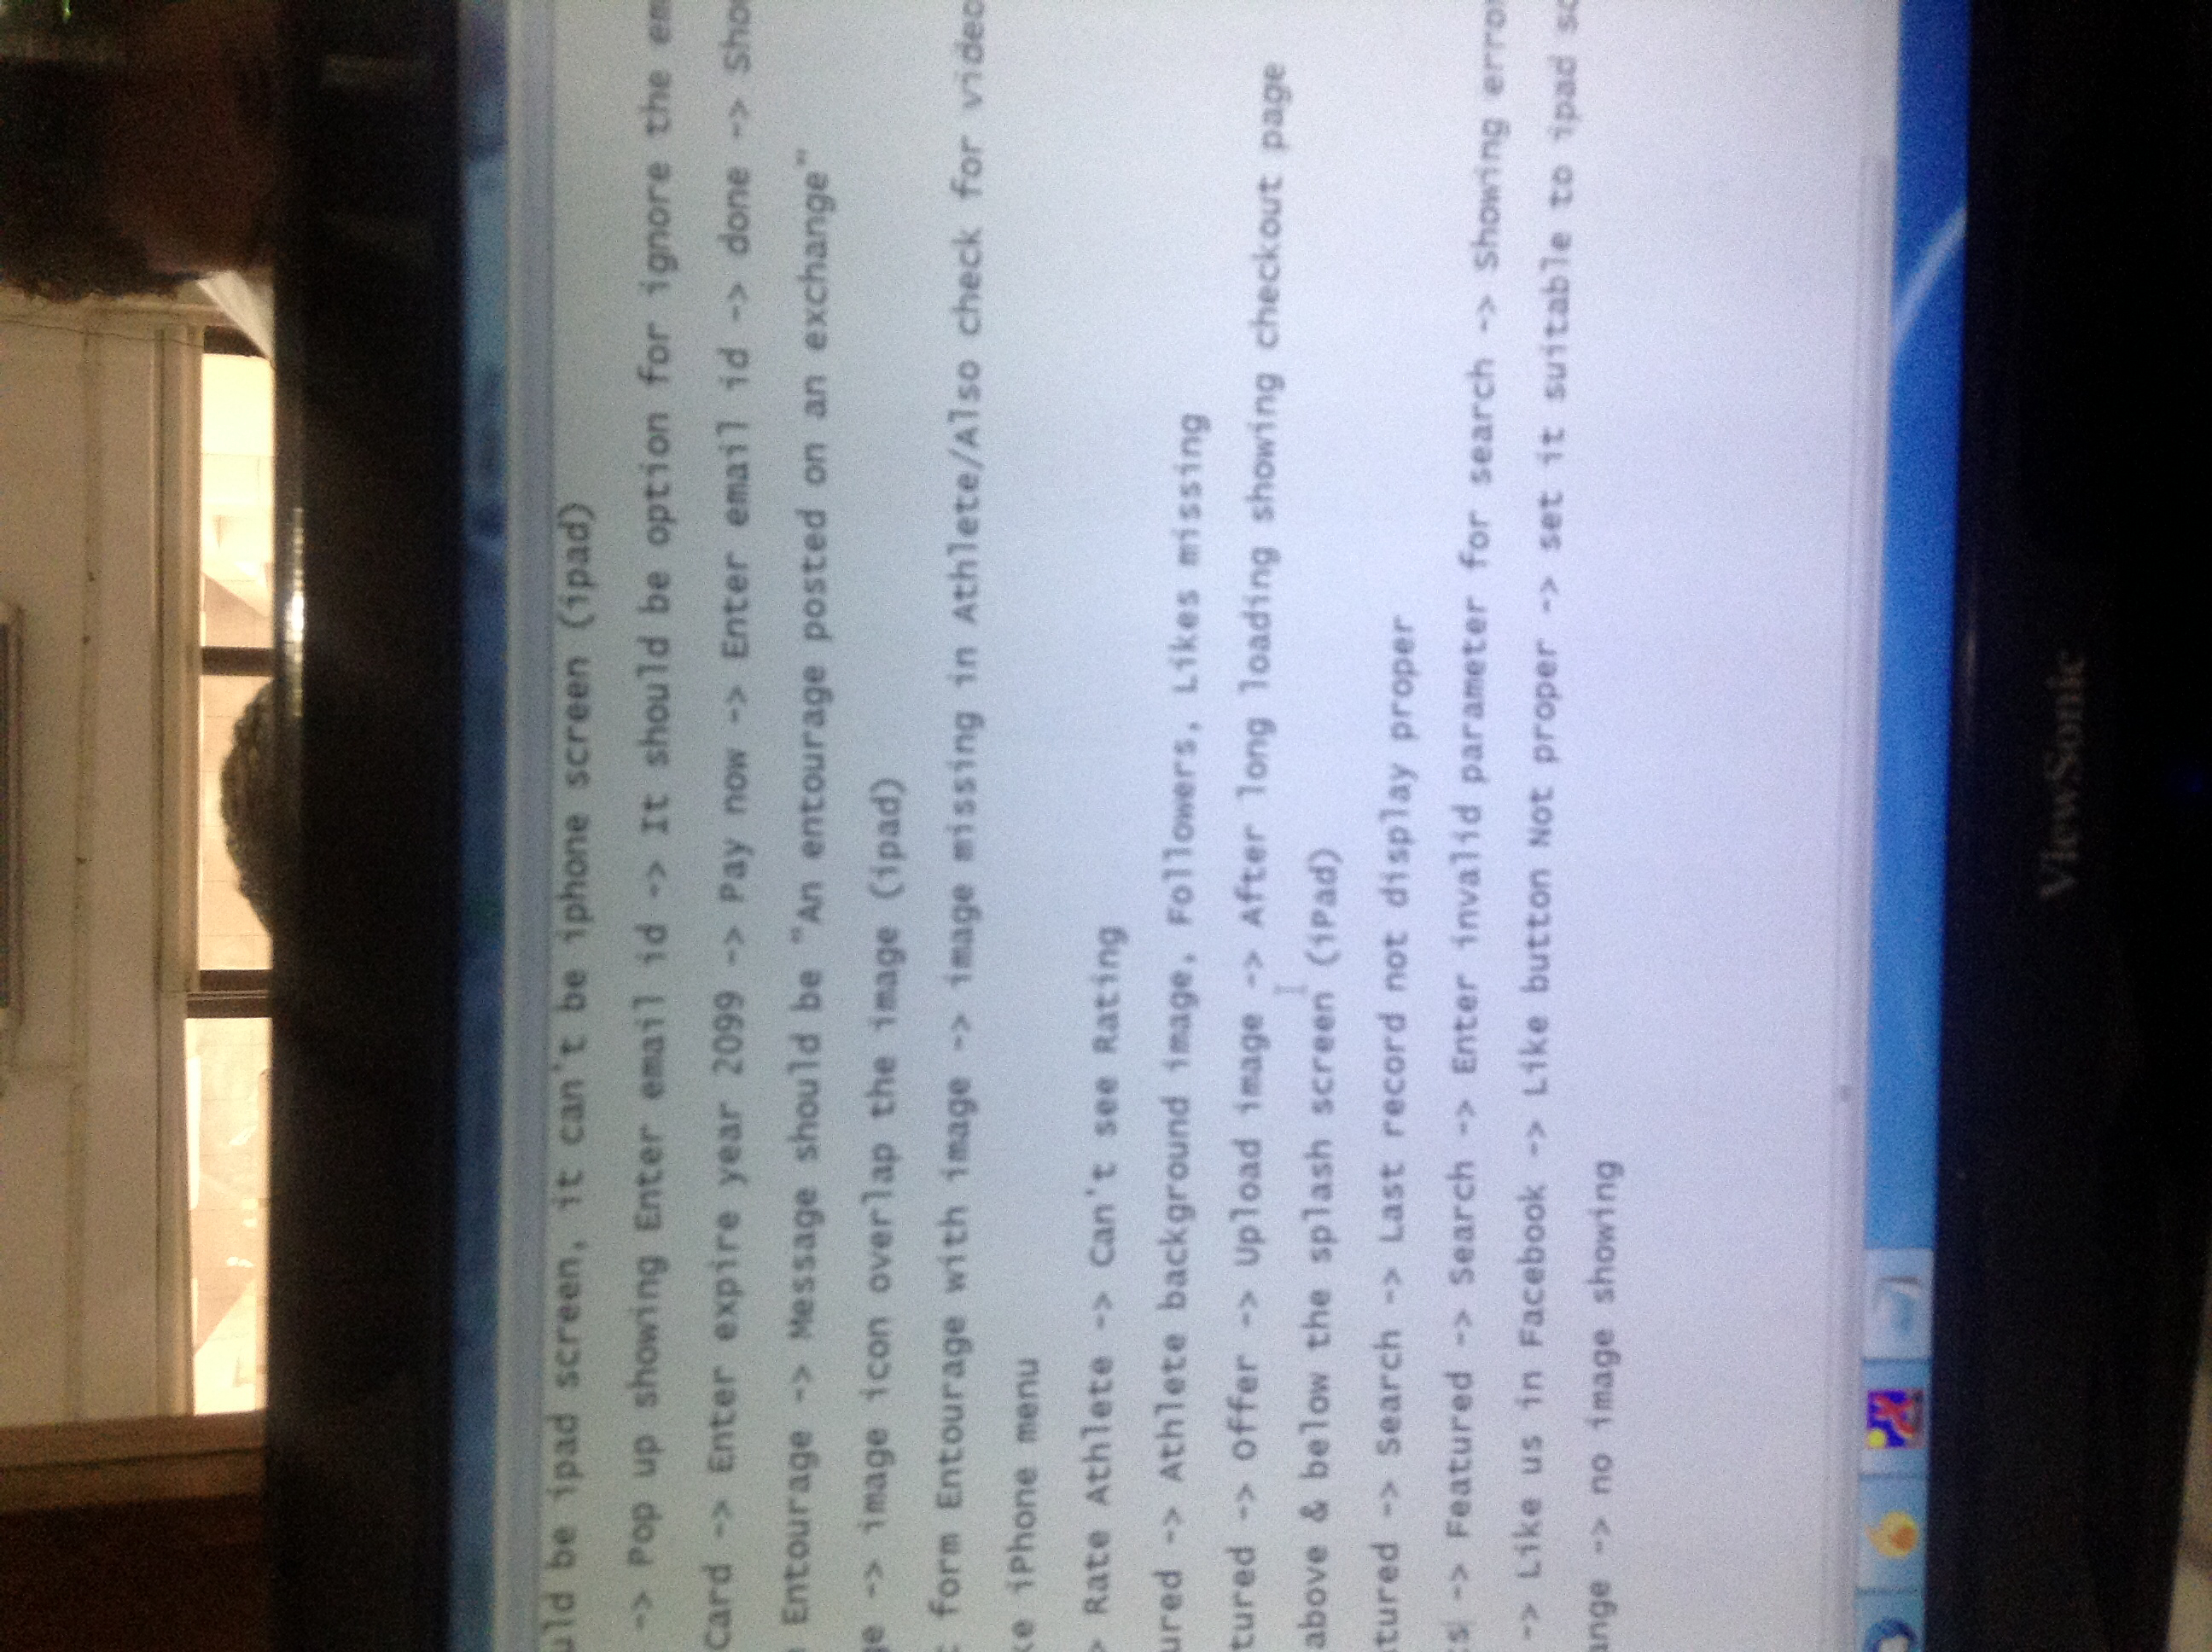 uld be ipad screen, it can't be iphone screen (ipad)
-> Pop up showing Enter email id -> It should be option for ignore the em
Card -> Enter expire year 2099 -> Pay now -> Enter email id -> done -> Sho
Entourage -> Message should be "An entourage posted on an exchange"
ge -> image icon overlap the image (ipad)
t form Entourage with image -> image missing in Athlete/Also check for video
ke iPhone menu
> Rate Athlete -> Can't see Rating
ured -> Athlete background image, Followers, Likes missing
tured -> Offer -> Upload image -> After long loading showing checkout page
above & below the splash screen (iPad)
tured -> Search -> Last record not display proper
ts -> Featured -> Search -> Enter invalid parameter for search -> Showing error
-> Like us in Facebook -> Like button Not proper -> set it suitable to ipad sc
ange -> no image showing
ViewSonic